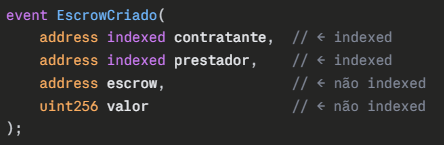 event EscrowCriado(
    address indexed contratante,  // ← indexed
    address indexed prestador,    // ← indexed
    address escrow,               // ← não indexed
    uint256 valor                 // ← não indexed
);